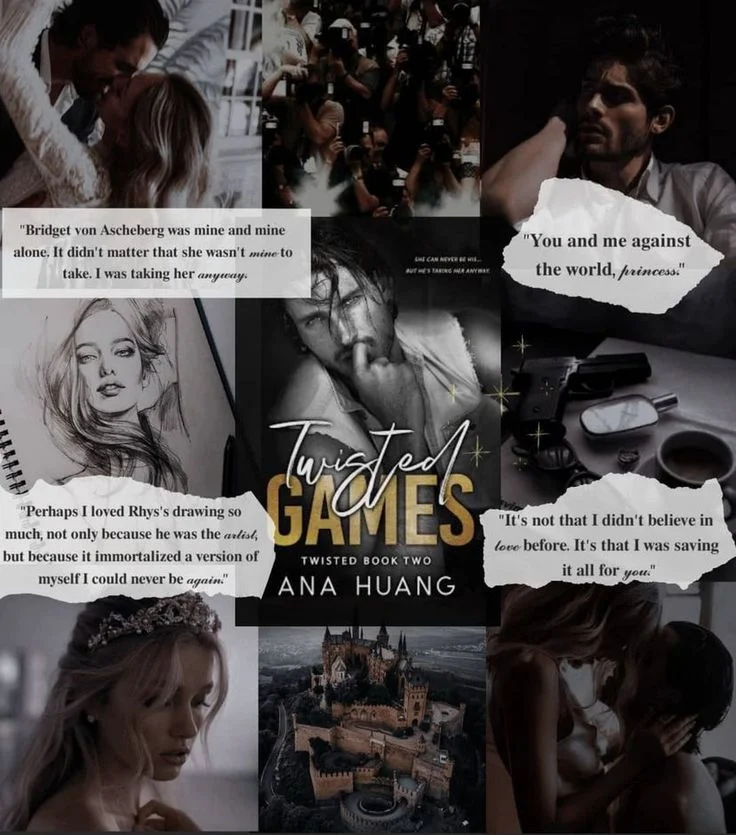 "Bridget von Ascheberg was mine and mine
alone. It didn't matter that she wasn't mine to
take. I was taking her anyway.
"You and me against
the world, princess."
SHE CAN NEVER BE HIS...
BUT HE'S TAKING HER ANYWAY.
Twisted
GAMES
TWISTED BOOK TWO
ANA HUANG
"Perhaps I loved Rhys's drawing so
much, not only because he was the artist,
but because it immortalized a version of
myself I could never be again."
"It's not that I didn't believe in
love before. It's that I was saving
it all for you."